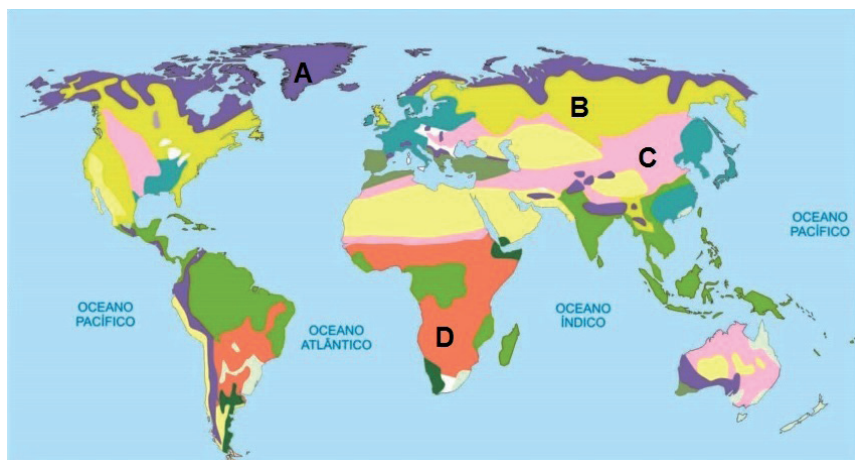 A
B
C
OCEANO
PACÍFICO
OCEANO
PACÍFICO
OCEANO
ATLÂNTICO
OCEANO
ÍNDICO
D